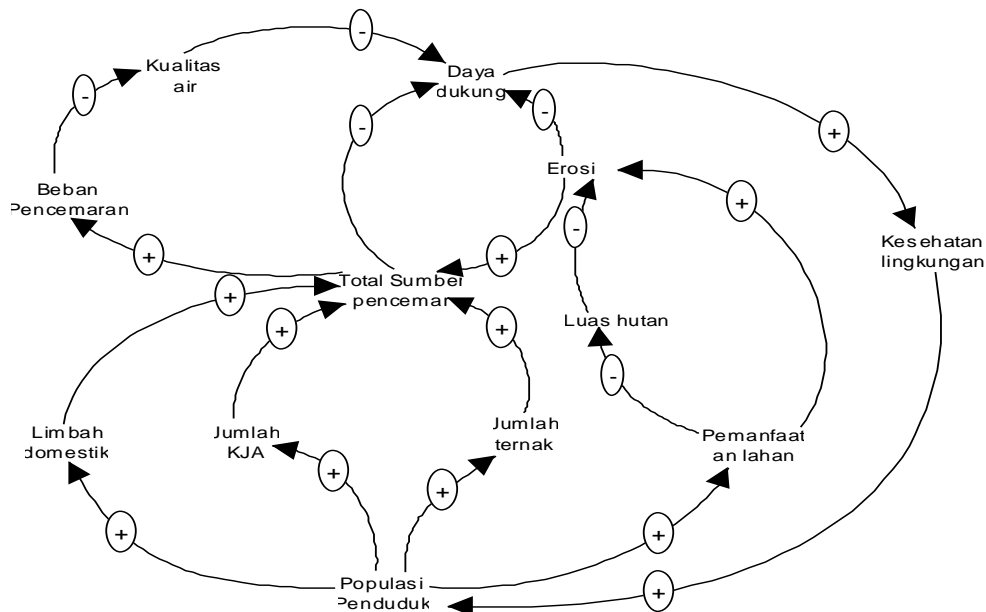 Kualitas
air
Daya
dukung
Beban
Pencemaran
Erosi
Kesehatan
lingkungan
Total Sumber
pencemar
Luas hutan
Limbah
domestik
Jumlah
KJA
Jumlah
ternak
Pemanfaat
an lahan
Populasi
Penduduk
-
-
-
-
+
+
-
+
+
+
+
+
-
+
+
+
+
+